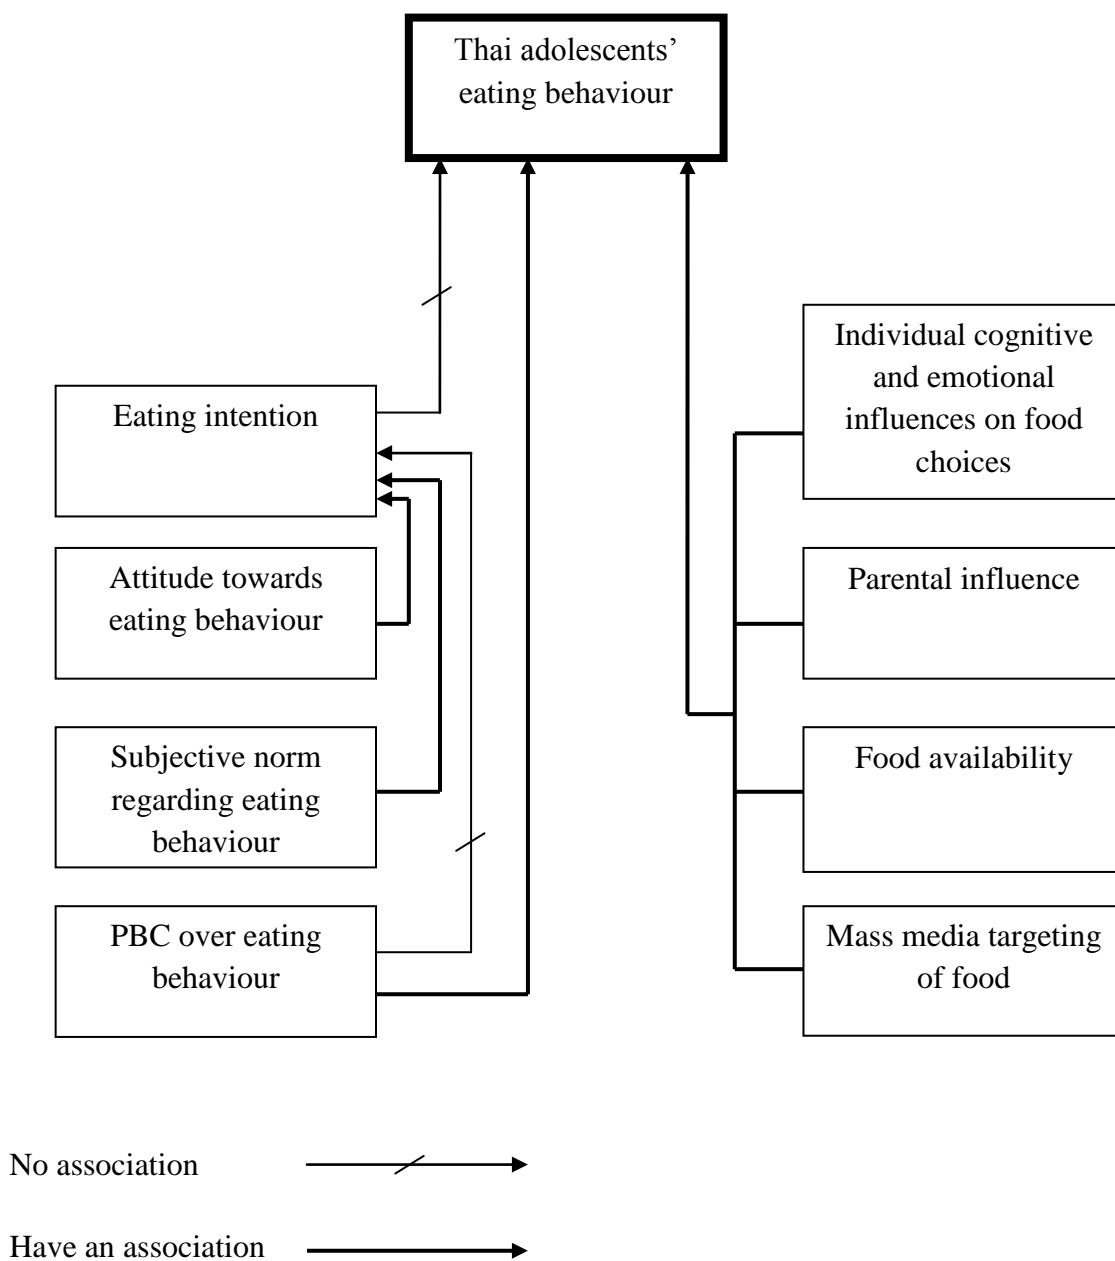 Thai adolescents’
eating behaviour
Eating intention
Attitude towards
eating behaviour
Subjective norm
regarding eating
behaviour
PBC over eating
behaviour
Individual cognitive
and emotional
influences on food
choices
Parental influence
Food availability
Mass media targeting
of food
No association
Have an association